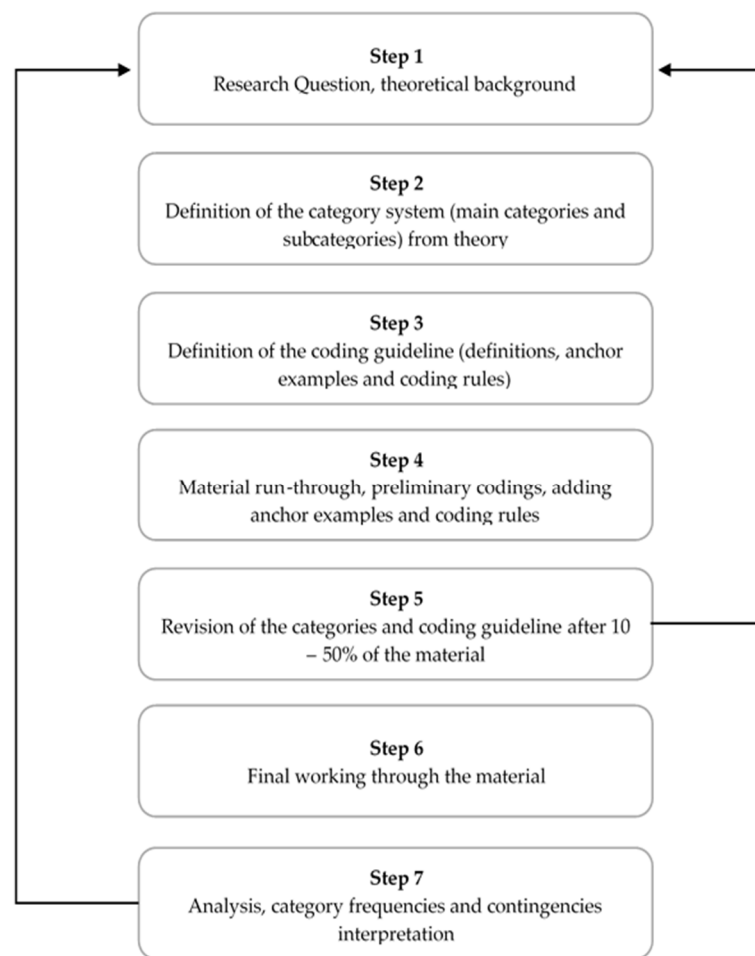 Step 1
Research Question, theoretical background
Step 2
Definition of the category system (main categories and
subcategories) from theory
Step 3
Definition of the coding guideline (definitions, anchor
examples and coding rules)
Step 4
Material run-through, preliminary codings, adding
anchor examples and coding rules
Step 5
Revision of the categories and coding guideline after 10
– 50% of the material
Step 6
Final working through the material
Step 7
Analysis, category frequencies and contingencies
interpretation